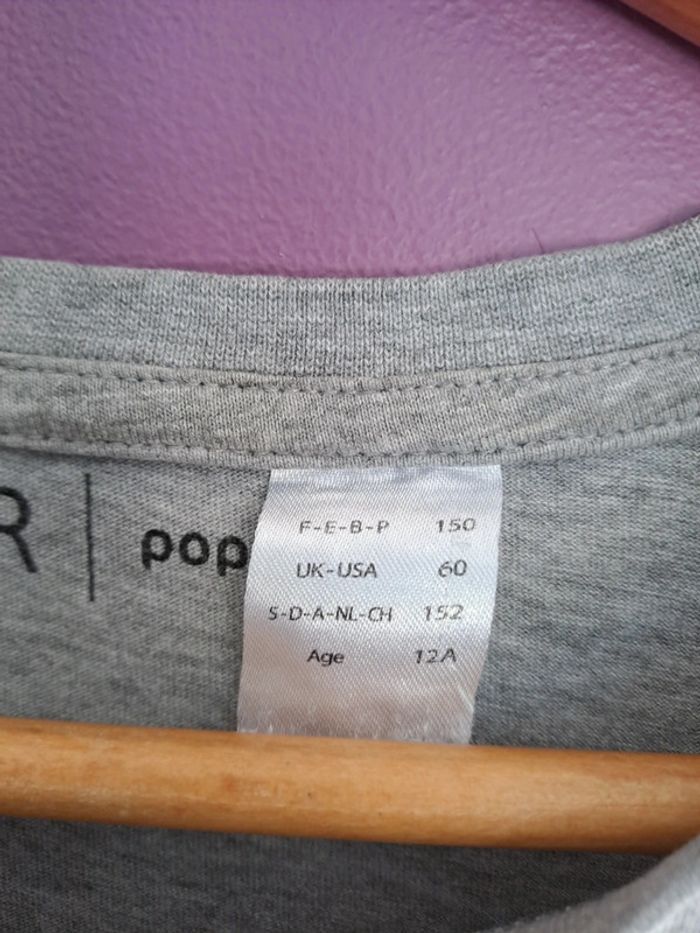 R | pop
F-E-B-P 150
UK-USA 60
S-D-A-NL-CH 152
Age 12A